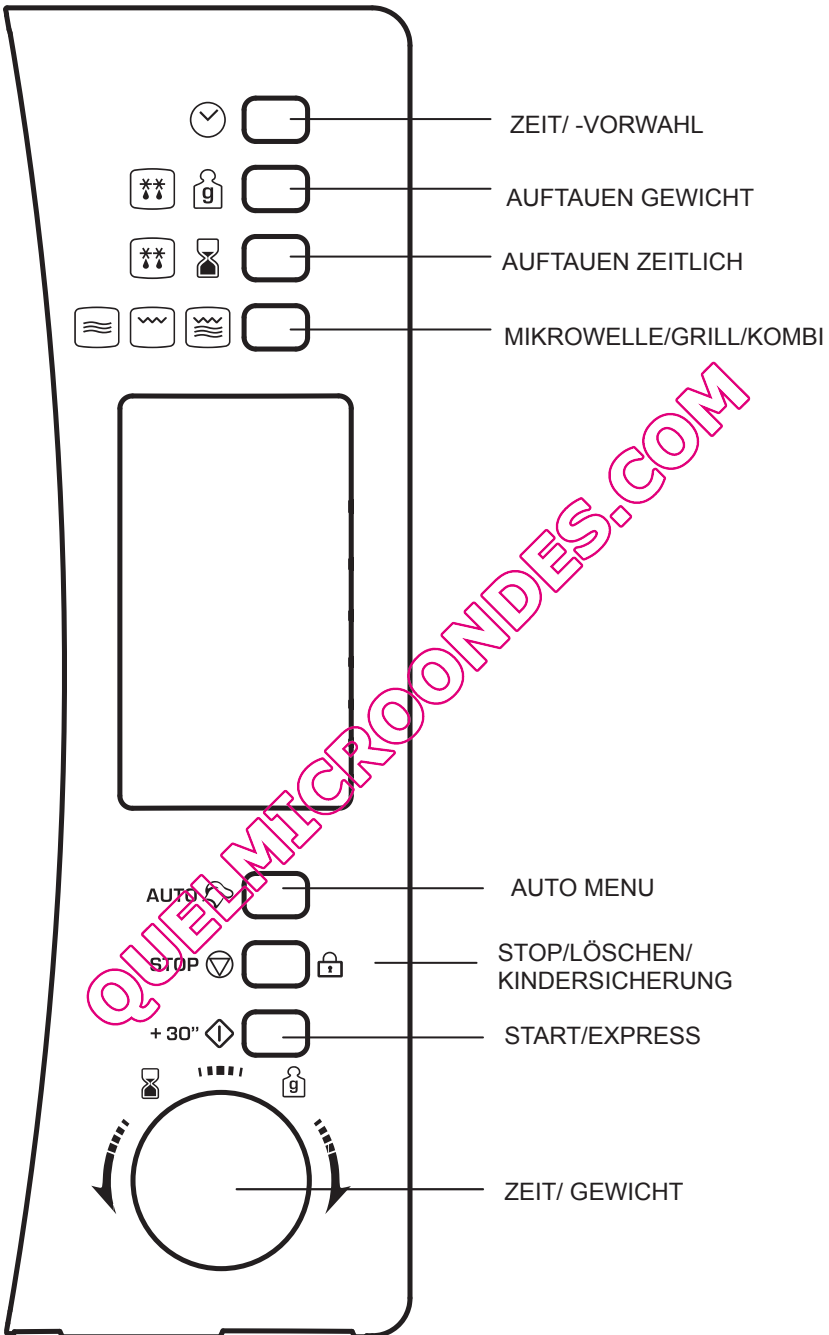 ZEIT/ -VORWAHL
g
AUFTAUEN GEWICHT
AUFTAUEN ZEITLICH
MIKROWELLE/GRILL/KOMBI
QUELMICROONDES.COM
AUTO
AUTO MENU
STOP
STOP/LÖSCHEN/
KINDERSICHERUNG
+ 30”
START/EXPRESS
g
ZEIT/ GEWICHT